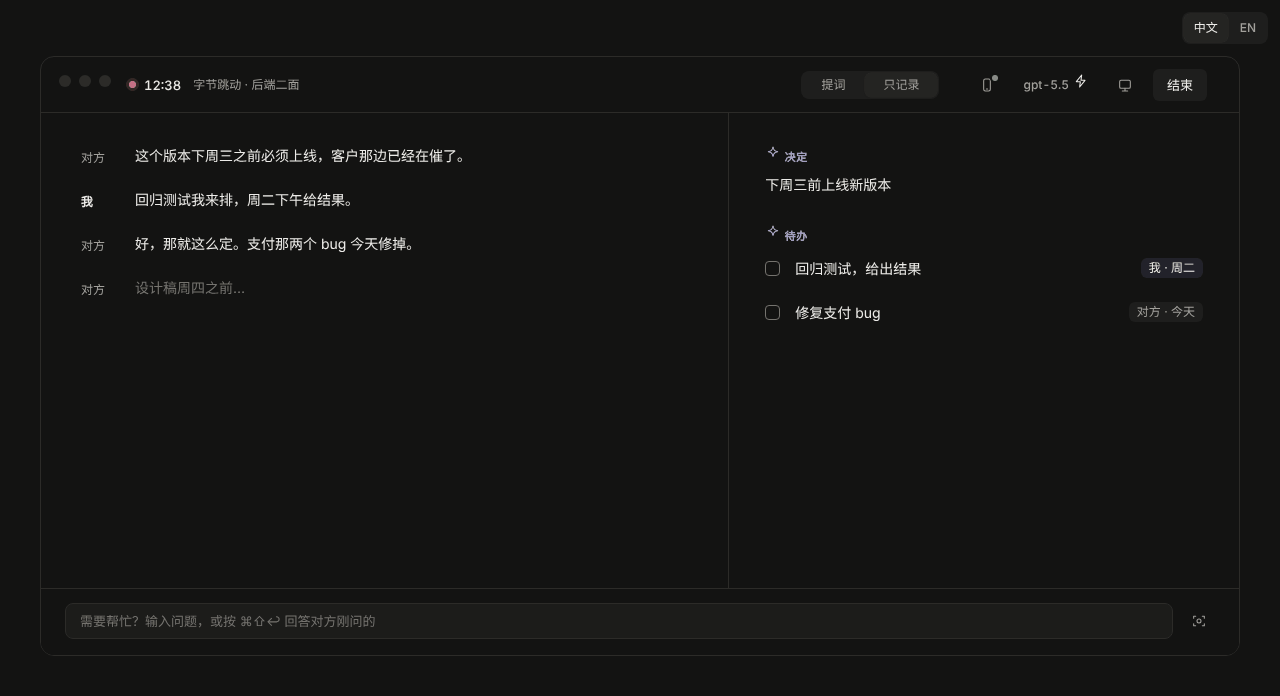 中文 EN
12:38 字节跳动 · 后端二面 提词 只记录 gpt-5.5 结束
对方 这个版本下周三之前必须上线，客户那边已经在催了。
我 回归测试我来排，周二下午给结果。
对方 好，那就这么定。支付那两个 bug 今天修掉。
对方 设计稿周四之前…
决定
下周三前上线新版本
待办
回归测试，给出结果 我 · 周二
修复支付 bug 对方 · 今天
需要帮忙？输入问题，或按 ⌘⇧↩ 回答对方刚问的